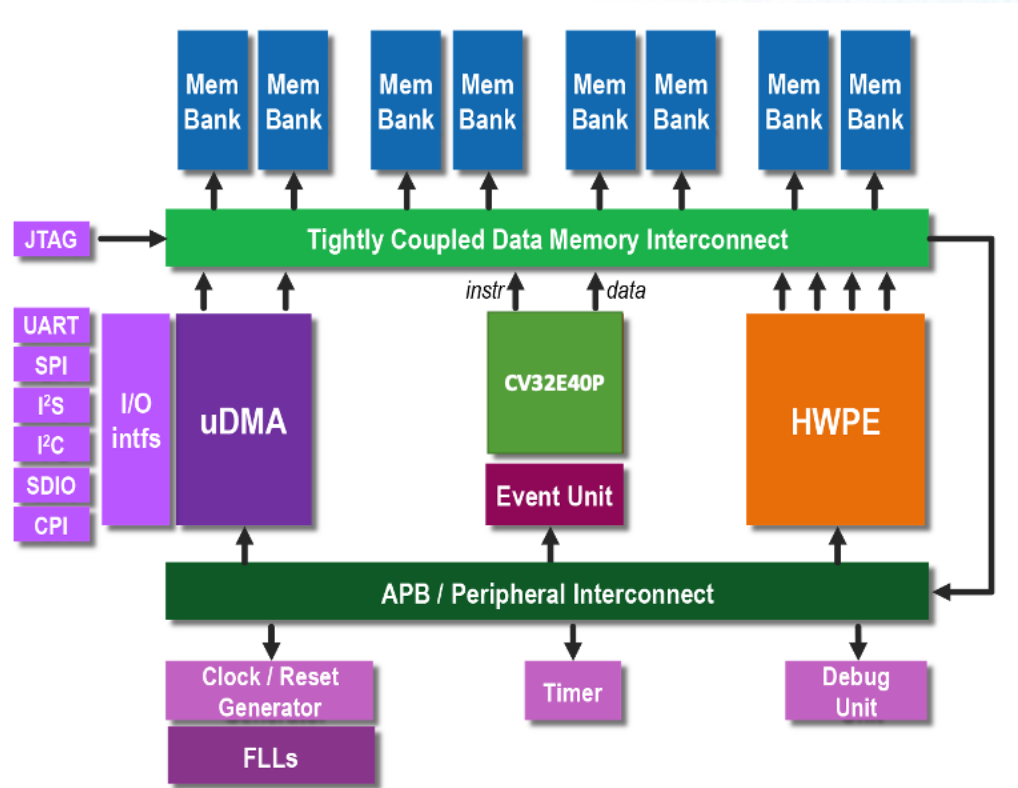 Mem
Bank
Mem
Bank
Mem
Bank
Mem
Bank
Mem
Bank
Mem
Bank
Mem
Bank
Mem
Bank
JTAG
Tightly Coupled Data Memory Interconnect
instr
data
UART
SPI
I²S
I²C
SDIO
CPI
I/O
intfs
uDMA
CV32E40P
Event Unit
HWPE
APB / Peripheral Interconnect
Clock / Reset
Generator
FLLs
Timer
Debug
Unit